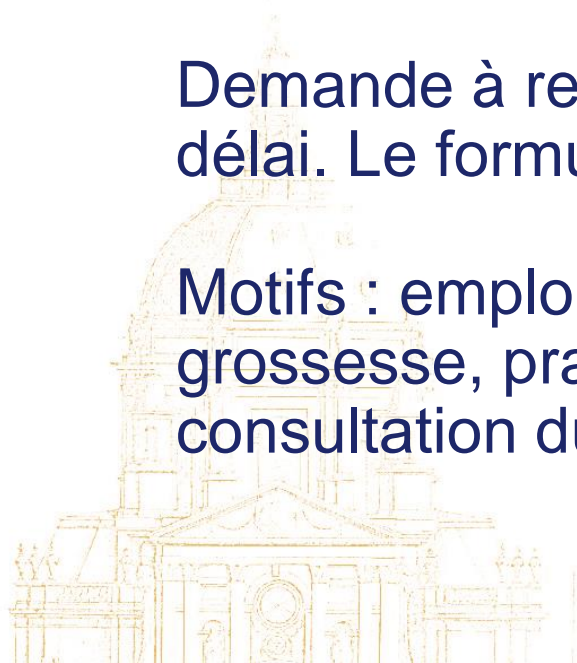 Demande à re
délai. Le formu
Motifs : emplo
grossesse, pra
consultation du